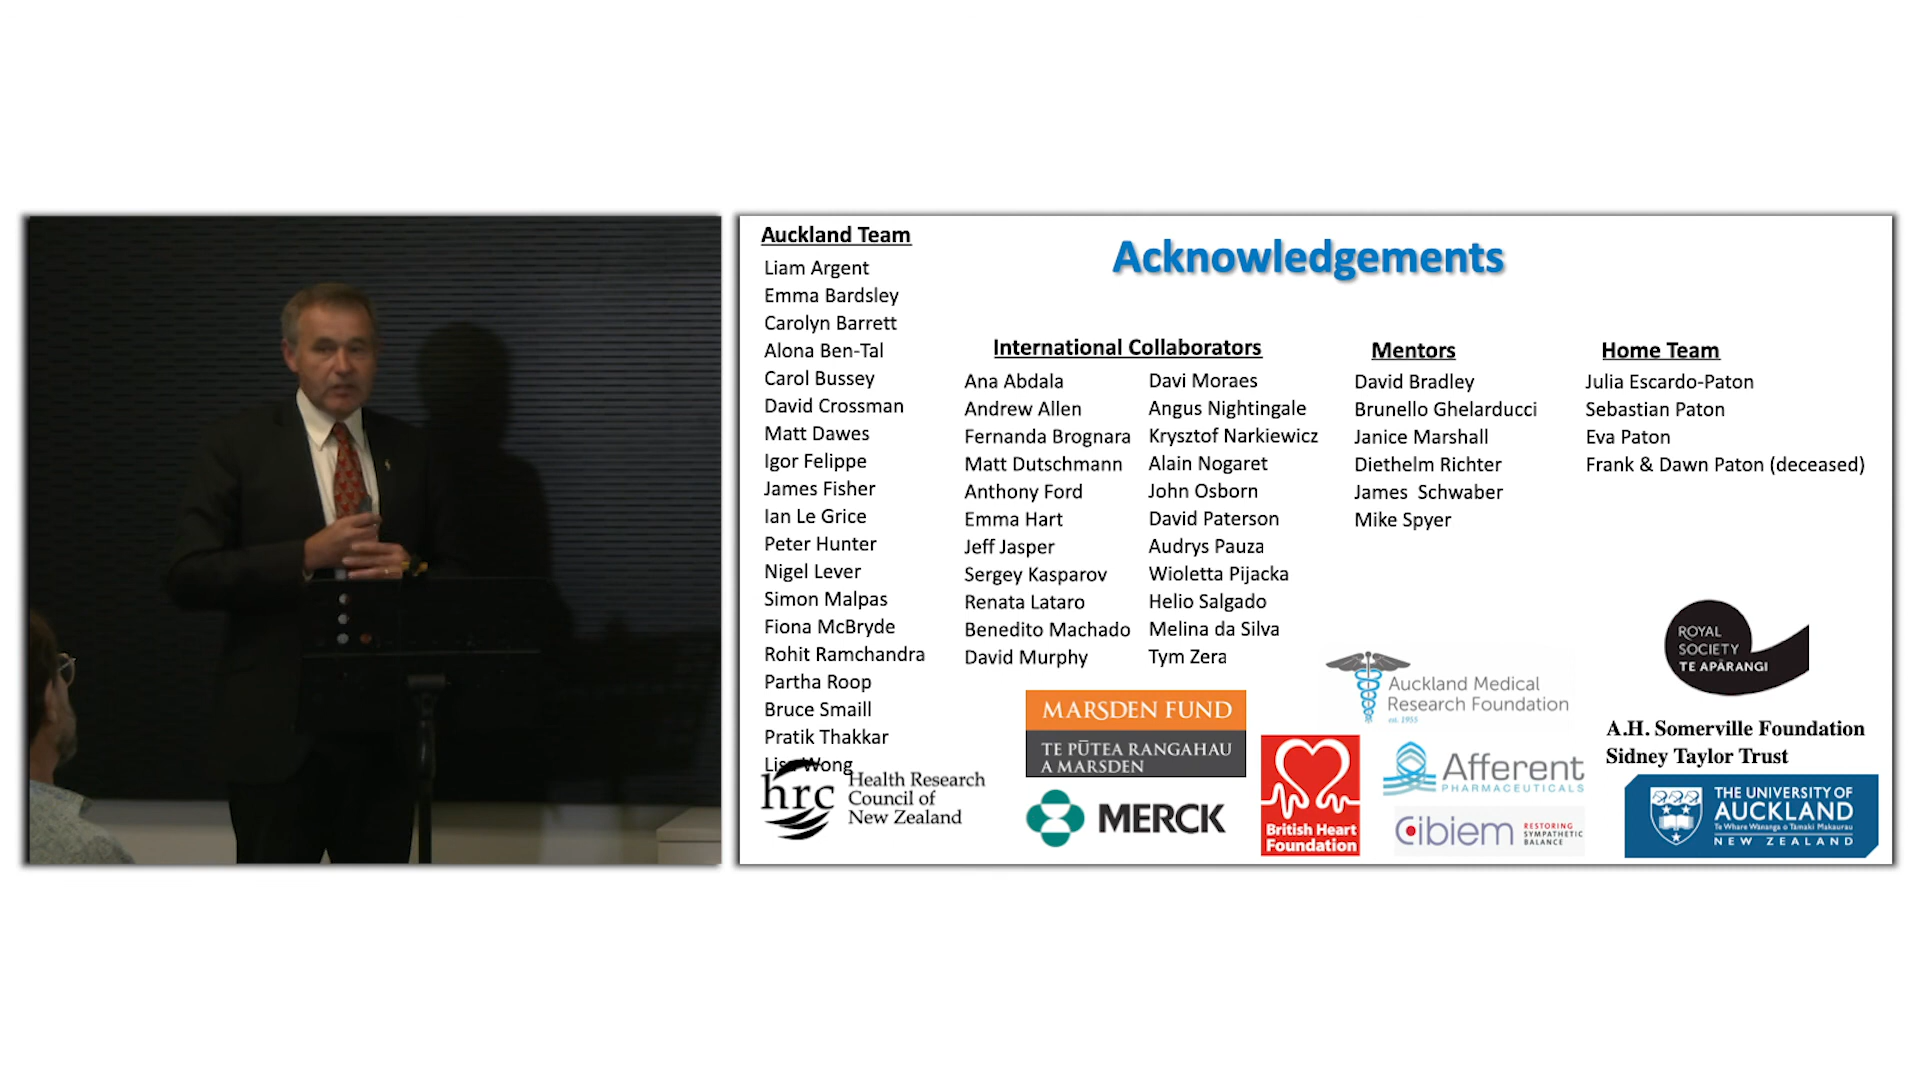 Acknowledgements
Auckland Team
Liam Argent
Emma Bardsley
Carolyn Barrett
Alona Ben-Tal
Carol Bussey
David Crossman
Matt Dawes
Igor Felippe
James Fisher
Ian Le Grice
Peter Hunter
Nigel Lever
Simon Malpas
Fiona McBryde
Rohit Ramchandra
Partha Roop
Bruce Smaill
Pratik Thakkar
Lisa Wong
International Collaborators
Ana Abdala
Andrew Allen
Fernanda Brognara
Matt Dutschmann
Anthony Ford
Emma Hart
Jeff Jasper
Sergey Kasparov
Renata Lataro
Benedito Machado
David Murphy
Davi Moraes
Angus Nightingale
Krysztof Narkiewicz
Alain Nogaret
John Osborn
David Paterson
Audrys Pauza
Wioletta Pijacka
Helio Salgado
Melina da Silva
Tym Zera
Mentors
David Bradley
Brunello Ghelarducci
Janice Marshall
Diethelm Richter
James Schwaber
Mike Spyer
Home Team
Julia Escardo-Paton
Sebastian Paton
Eva Paton
Frank & Dawn Paton (deceased)
hrc
Health Research
Council of
New Zealand
MARSDEN FUND
TE PŪTEA RANGAHAU
A MARSDEN
MERCK
British Heart
Foundation
Auckland Medical
Research Foundation
est. 1955
Afferent
PHARMACEUTICALS
Cibiem
RESTORING
SYMPATHETIC
BALANCE
ROYAL
SOCIETY
TE APĀRANGI
A.H. Somerville Foundation
Sidney Taylor Trust
THE UNIVERSITY OF
AUCKLAND
Te Whare Wānanga o Tāmaki Makaurau
NEW ZEALAND